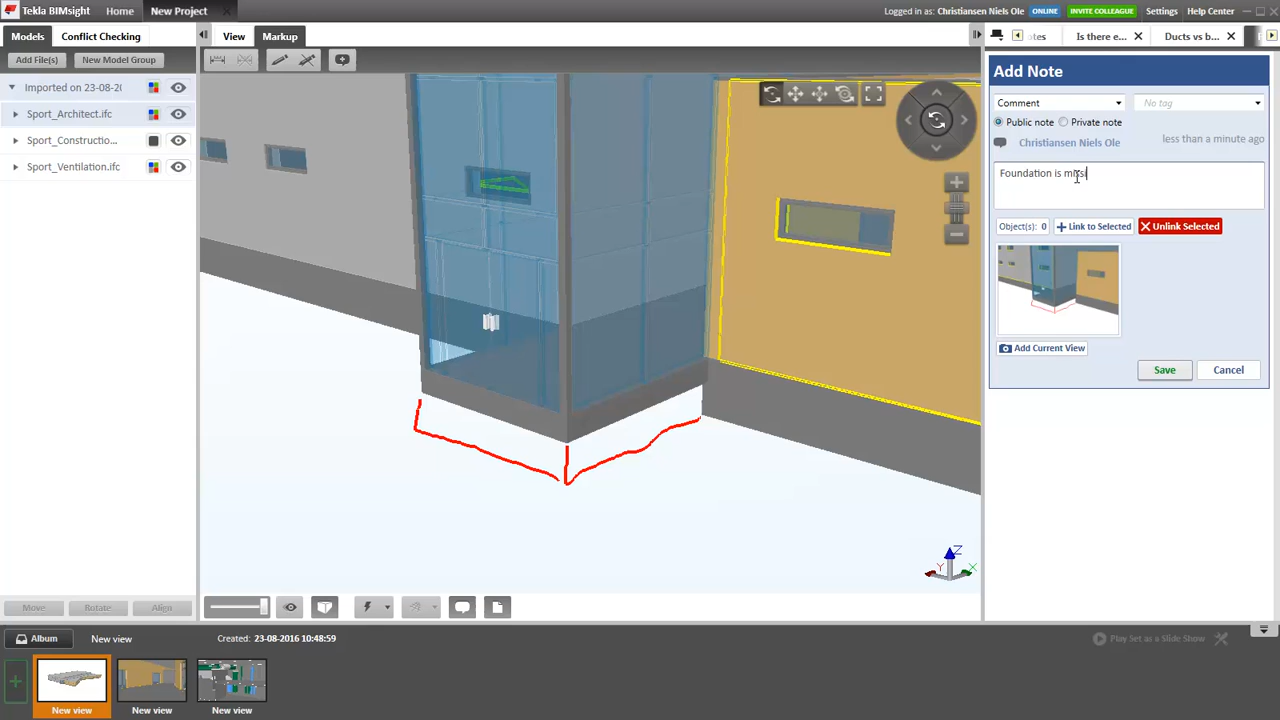 Tekla BIMsight
Home
New Project
Logged in as: Christiansen Niels Ole
ONLINE
INVITE COLLEAGUE
Settings
Help Center
Models
Conflict Checking
View
Markup
otes
Is there e...
Ducts vs b...
Add File(s)
New Model Group
Imported on 23-08-20
Sport_Architect.ifc
Sport_Constructio...
Sport_Ventilation.ifc
Add Note
Comment
No tag
Public note
Private note
Christiansen Niels Ole
less than a minute ago
Foundation is missi
Object(s): 0
Link to Selected
Unlink Selected
Add Current View
Save
Cancel
Z
Y
X
Move
Rotate
Align
Album
New view
Created: 23-08-2016 10:48:59
Play Set as a Slide Show
New view
New view
New view